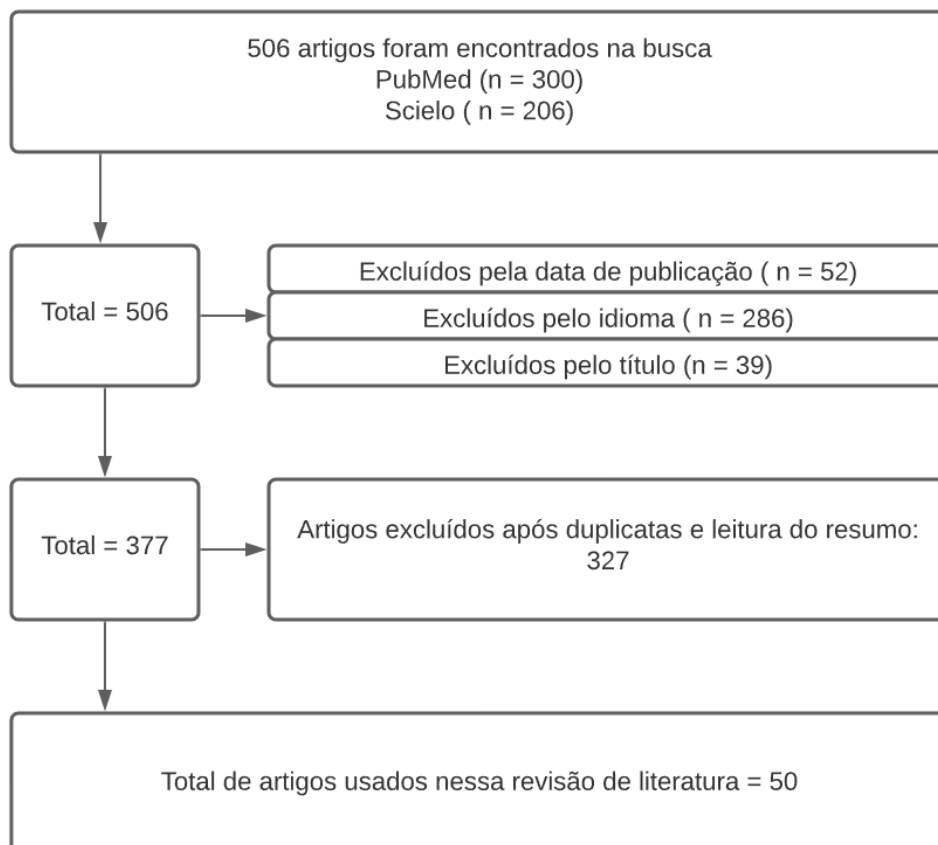 506 artigos foram encontrados na busca
PubMed (n = 300)
Scielo ( n = 206)
Total = 506
Excluídos pela data de publicação ( n = 52)
Excluídos pelo idioma ( n = 286)
Excluídos pelo título (n = 39)
Total = 377
Artigos excluídos após duplicatas e leitura do resumo:
327
Total de artigos usados nessa revisão de literatura = 50